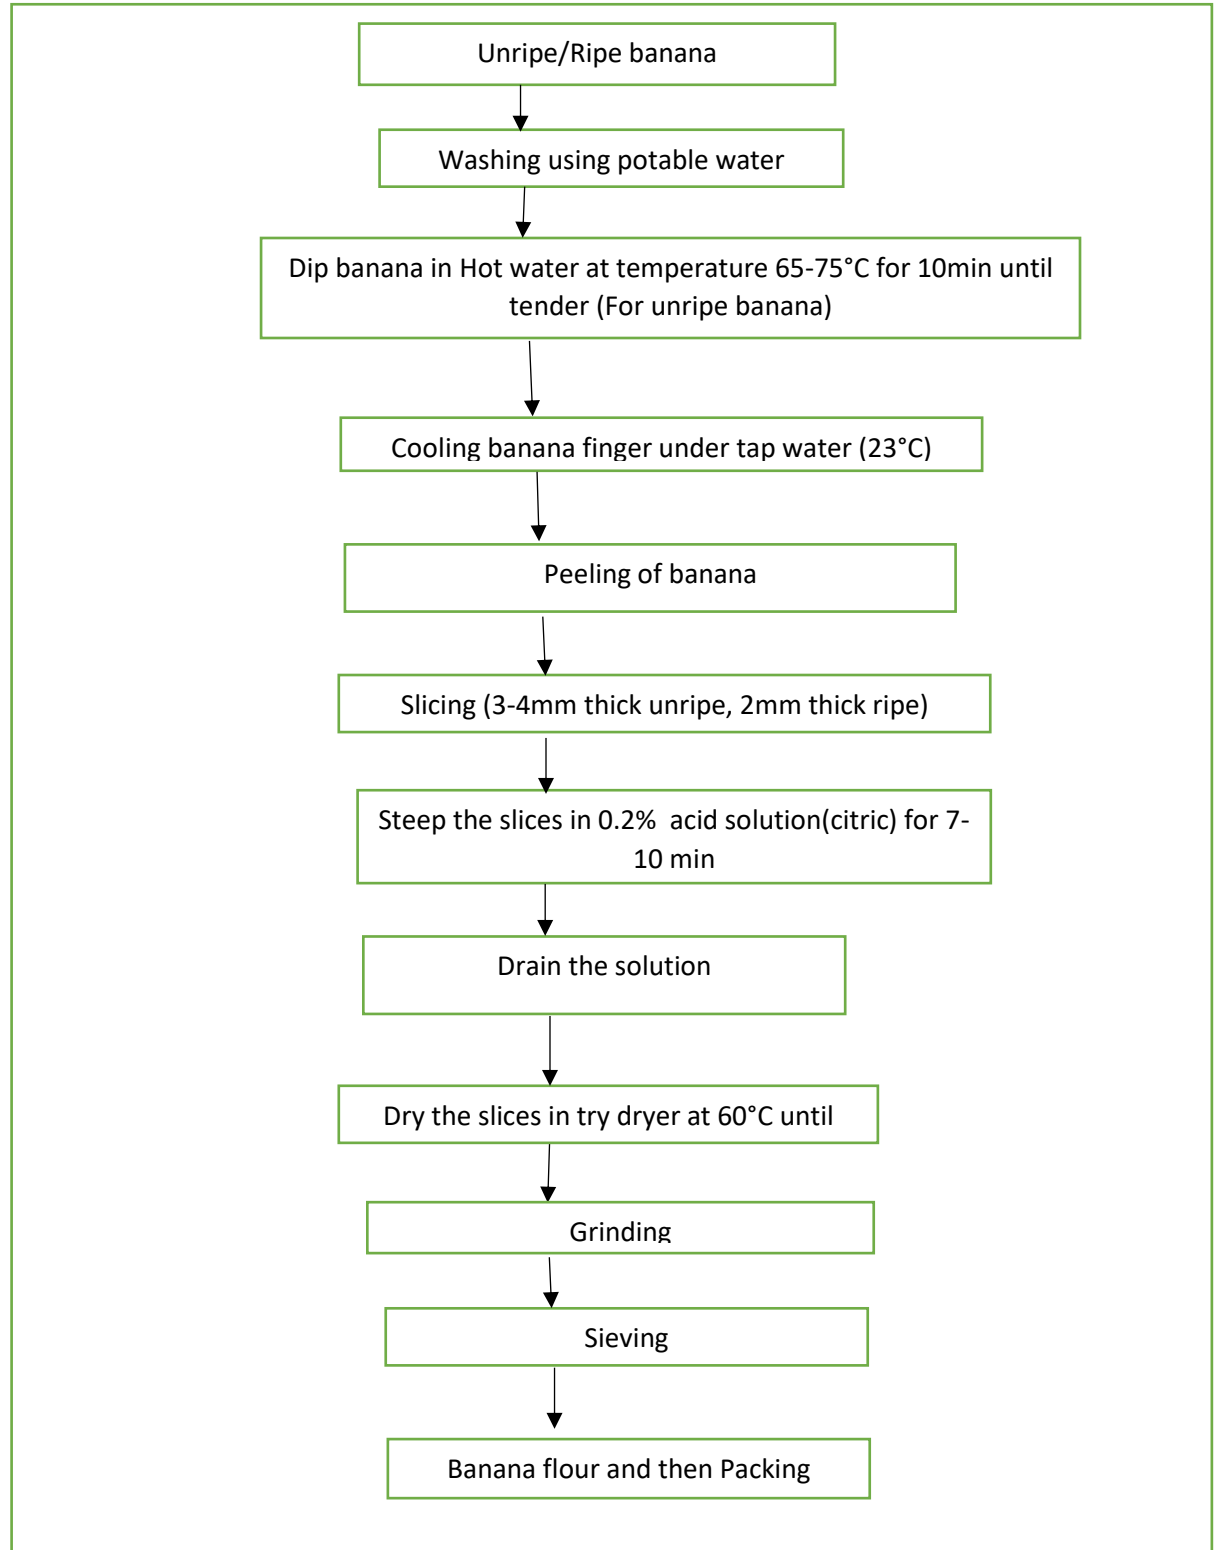 Unripe/Ripe banana
Washing using potable water
Dip banana in Hot water at temperature 65-75°C for 10min until
tender (For unripe banana)
Cooling banana finger under tap water (23°C)
Peeling of banana
Slicing (3-4mm thick unripe, 2mm thick ripe)
Steep the slices in 0.2%  acid solution(citric) for 7-
10 min
Drain the solution
Dry the slices in try dryer at 60°C until
Grinding
Sieving
Banana flour and then Packing